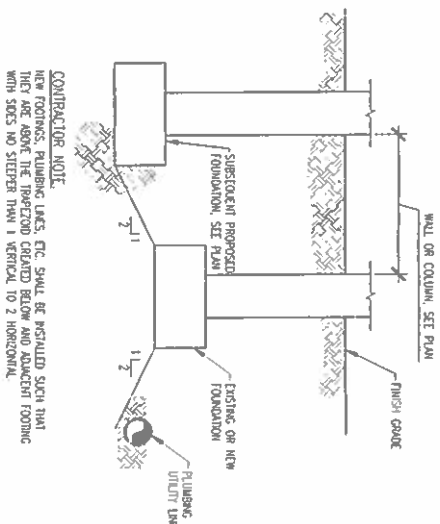 WALL OR COLUMN, SEE PLAN
FINISH GRADE
SUBSEQUENT PROPOSED
FOUNDATION, SEE PLAN
EXISTING OR NEW
FOUNDATION
1
2
1
2
PLUMBING
UTILITY LIN
CONTRACTOR NOTE:
NEW FOOTINGS, PLUMBING LINES, ETC. SHALL BE INSTALLED SUCH THAT
THEY ARE ABOVE THE TRAPEZOID CREATED BELOW AND ADJACENT FOOTING
WITH SIDES NO STEEPER THAN 1 VERTICAL TO 2 HORIZONTAL.